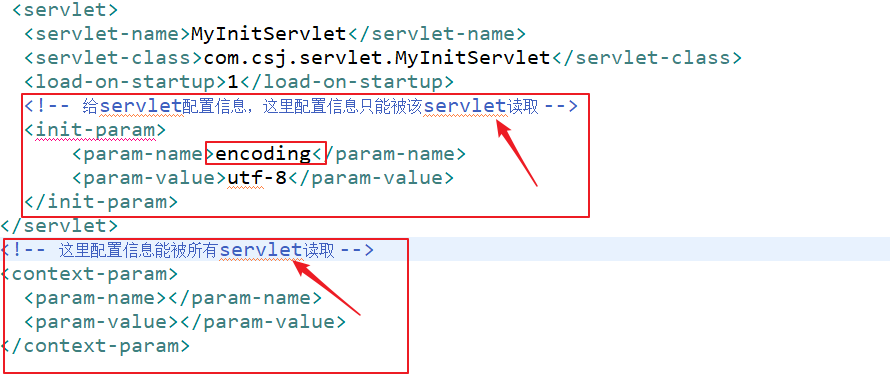 <servlet>
<servlet-name>MyInitServlet</servlet-name>
<servlet-class>com.csj.servlet.MyInitServlet</servlet-class>
<load-on-startup>1</load-on-startup>
<!-- 给servlet配置信息，这里配置信息只能被该servlet读取 -->
<init-param>
<param-name>encoding</param-name>
<param-value>utf-8</param-value>
</init-param>
</servlet>
<!-- 这里配置信息能被所有servlet读取 -->
<context-param>
<param-name></param-name>
<param-value></param-value>
</context-param>